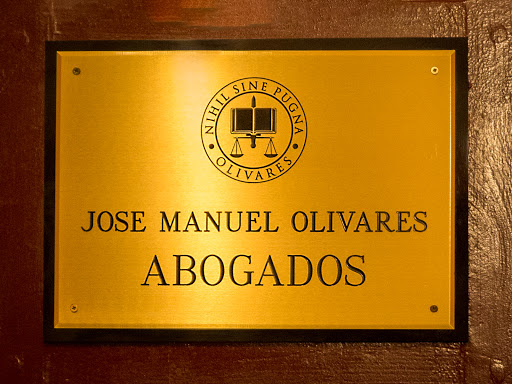 NIHIL SINE PUGNA
OLIVARES
JOSE MANUEL OLIVARES
ABOGADOS